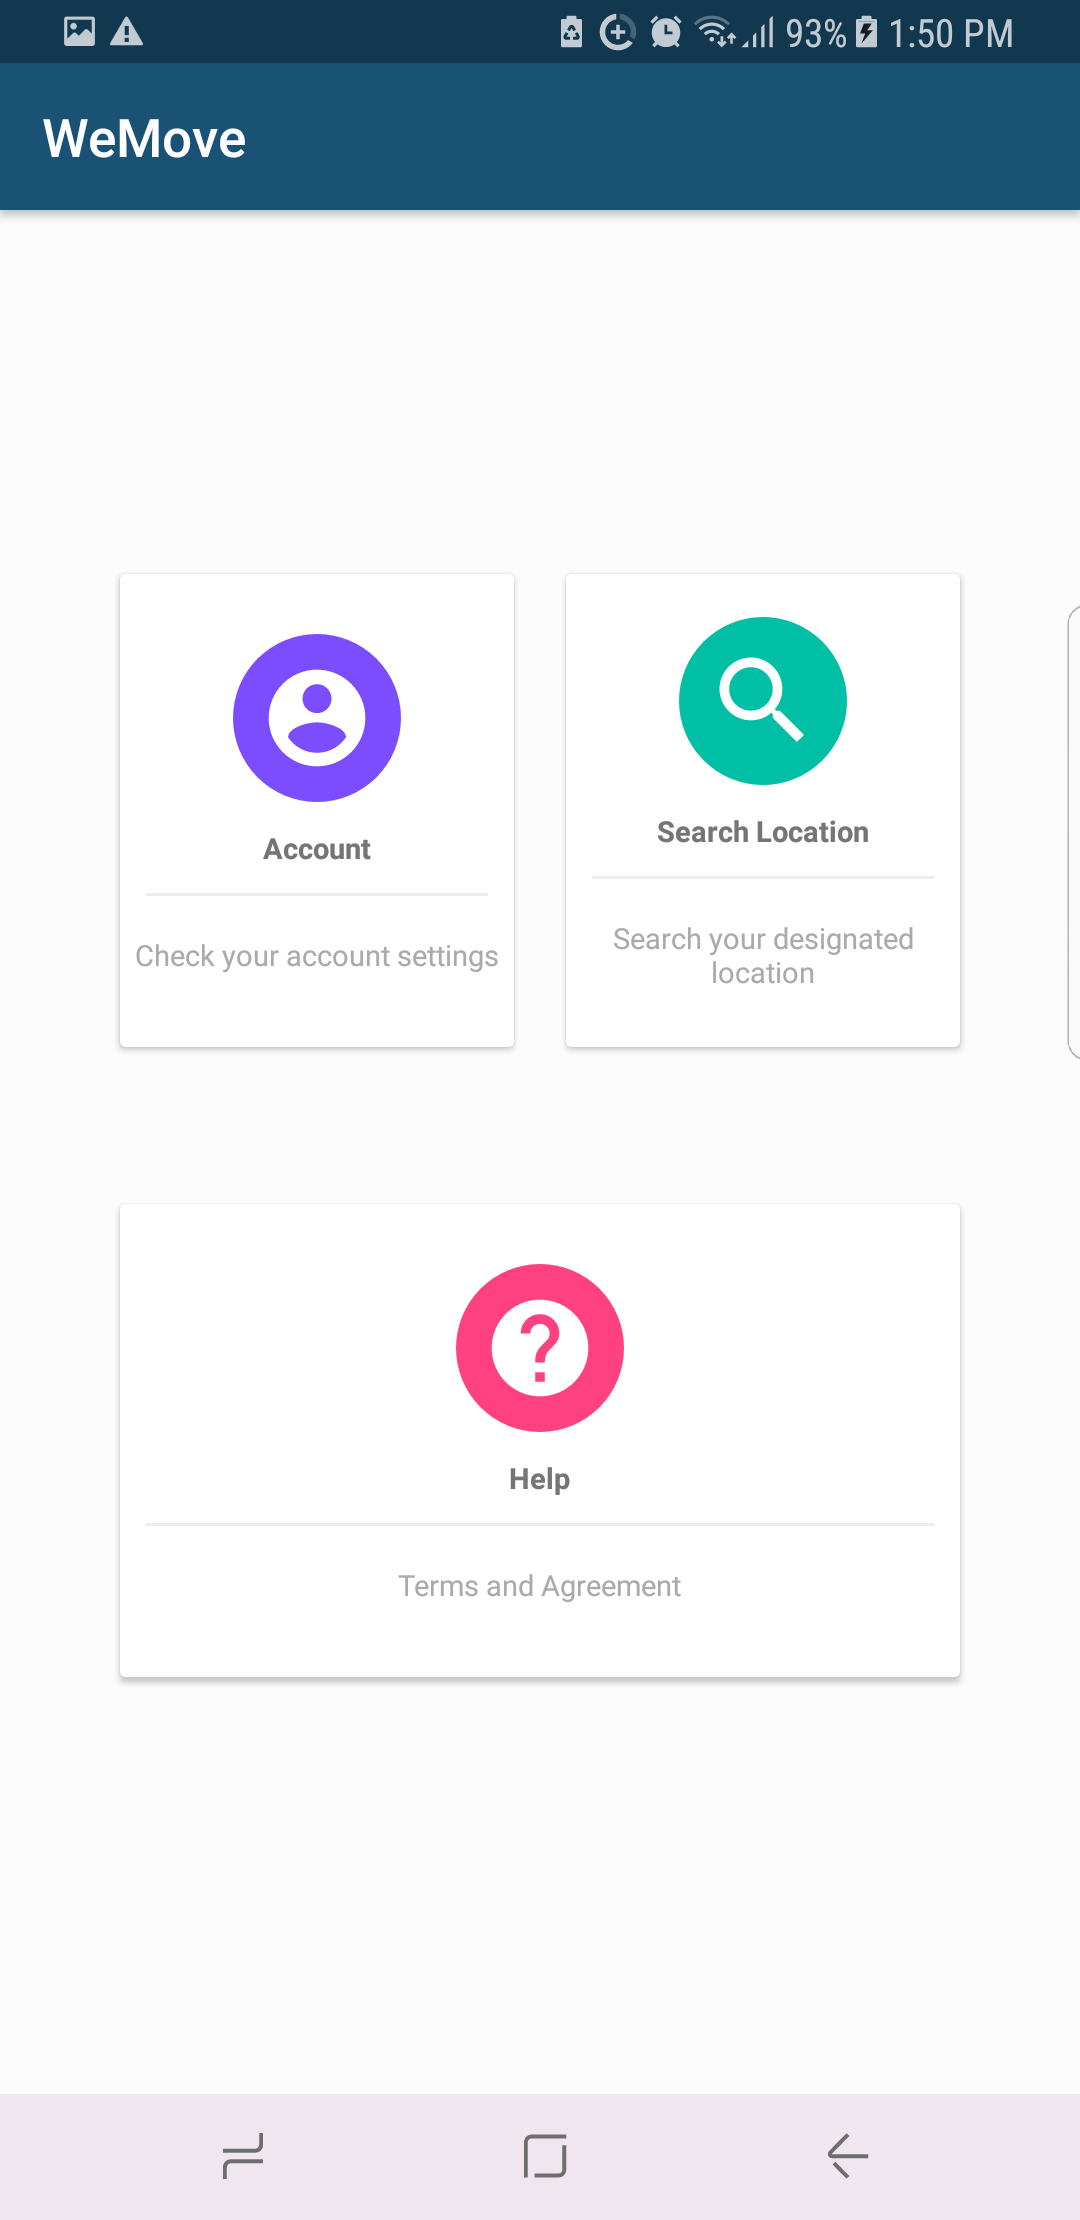 93% 1:50 PM
WeMove
Account
Check your account settings
Search Location
Search your designated
location
Help
Terms and Agreement